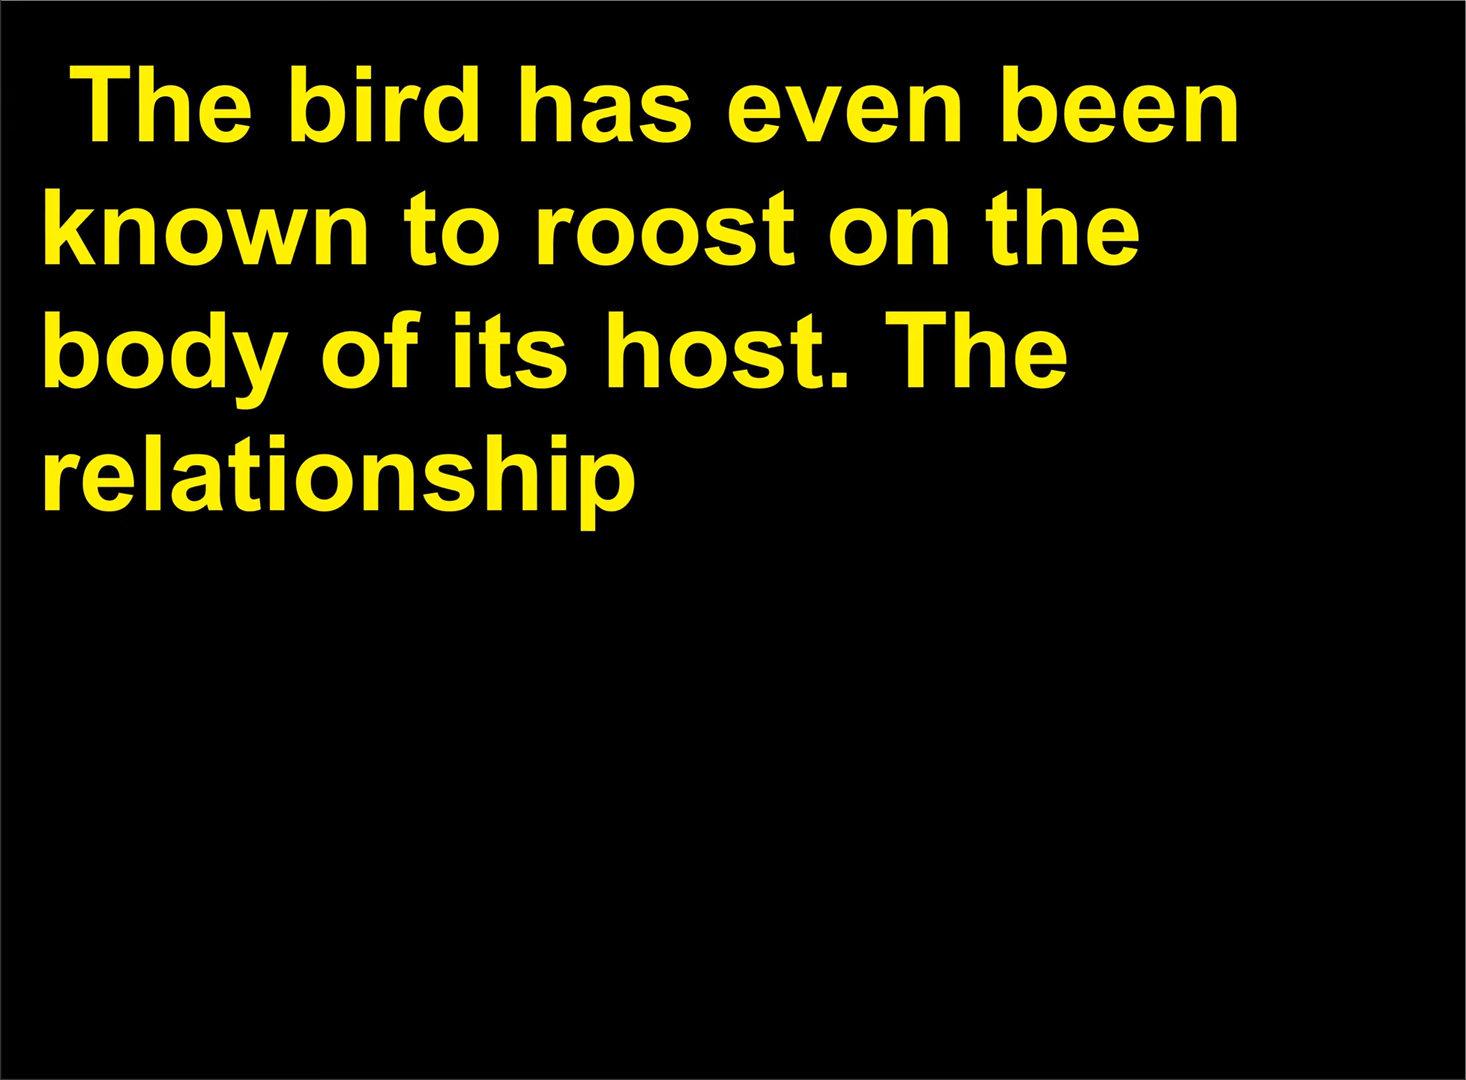 The bird has even been
known to roost on the
body of its host. The
relationship